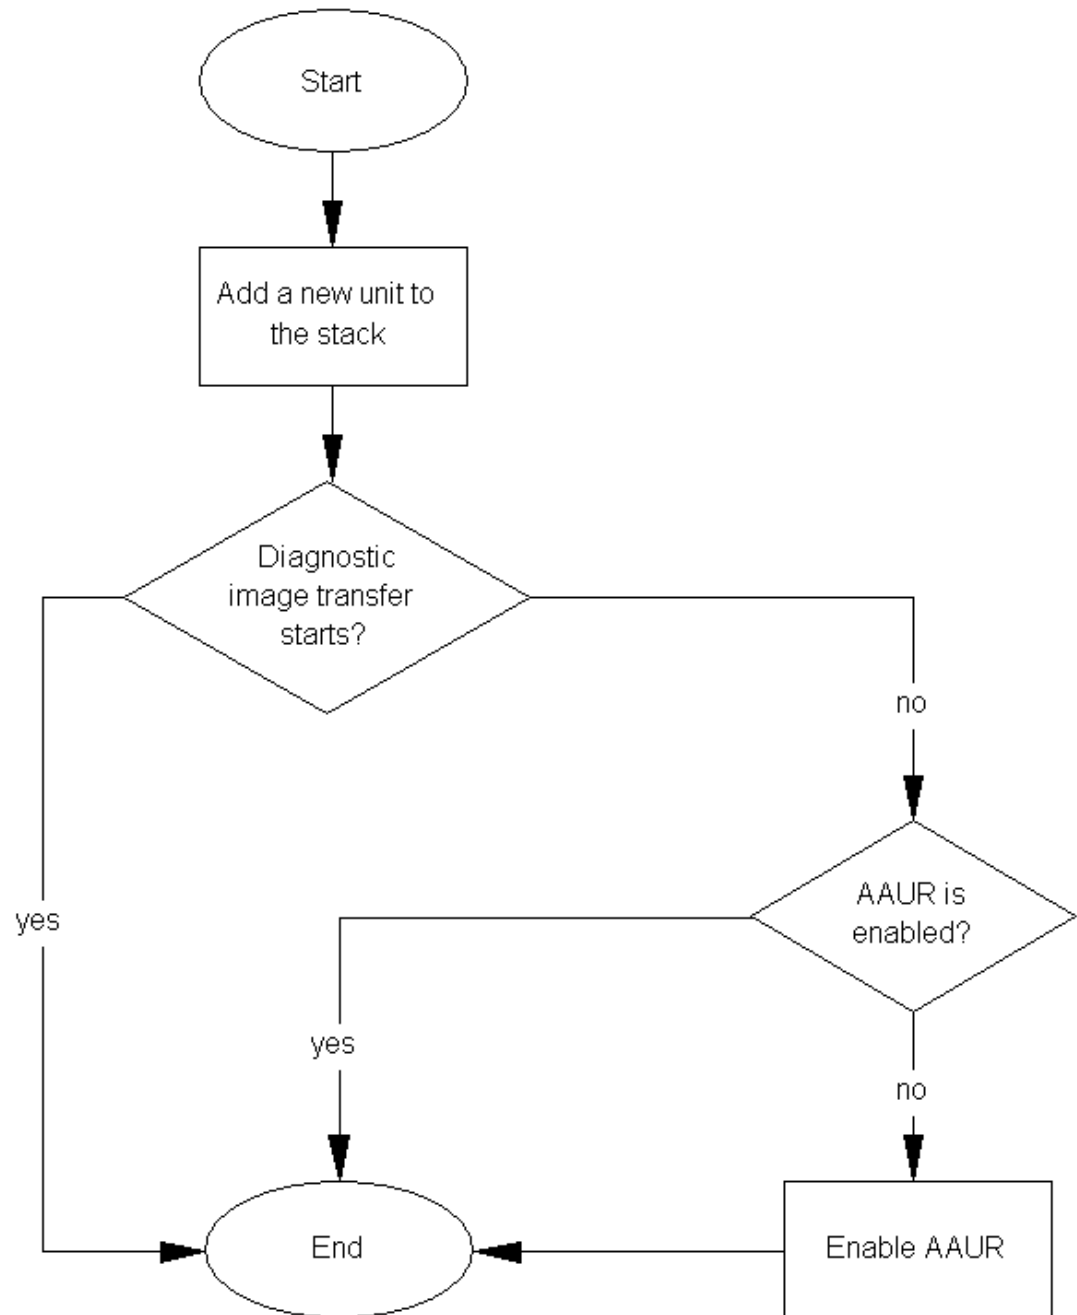 Start
Add a new unit to
the stack
Diagnostic
image transfer
starts?
no
yes
AAUR is
enabled?
yes
no
End
Enable AAUR